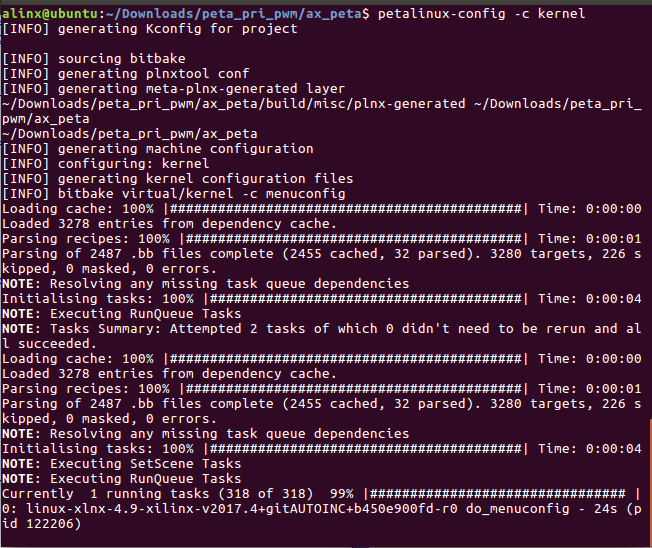 alinx@ubuntu:~/Downloads/peta_pri_pwm/ax_peta$ petalinux-config -c kernel
[INFO] generating Kconfig for project
[INFO] sourcing bitbake
[INFO] generating plnxtool conf
[INFO] generating meta-plnx-generated layer
~/Downloads/peta_pri_pwm/ax_peta/build/misc/plnx-generated ~/Downloads/peta_pri_
pwm/ax_peta
~/Downloads/peta_pri_pwm/ax_peta
[INFO] generating machine configuration
[INFO] configuring: kernel
[INFO] generating kernel configuration files
[INFO] bitbake virtual/kernel -c menuconfig
Loading cache: 100% |############################################| Time: 0:00:00
Loaded 3278 entries from dependency cache.
Parsing recipes: 100% |##########################################| Time: 0:00:01
Parsing of 2487 .bb files complete (2455 cached, 32 parsed). 3280 targets, 226 s
kipped, 0 masked, 0 errors.
NOTE: Resolving any missing task queue dependencies
Initialising tasks: 100% |#######################################| Time: 0:00:04
NOTE: Executing RunQueue Tasks
NOTE: Tasks Summary: Attempted 2 tasks of which 0 didn't need to be rerun and al
l succeeded.
Loading cache: 100% |############################################| Time: 0:00:00
Loaded 3278 entries from dependency cache.
Parsing recipes: 100% |##########################################| Time: 0:00:01
Parsing of 2487 .bb files complete (2455 cached, 32 parsed). 3280 targets, 226 s
kipped, 0 masked, 0 errors.
NOTE: Resolving any missing task queue dependencies
Initialising tasks: 100% |#######################################| Time: 0:00:04
NOTE: Executing SetScene Tasks
NOTE: Executing RunQueue Tasks
Currently  1 running tasks (318 of 318)  99% |################################ |
0: linux-xlnx-4.9-xilinx-v2017.4+gitAUTOINC+b450e900fd-r0 do_menuconfig - 24s (p
id 122206)